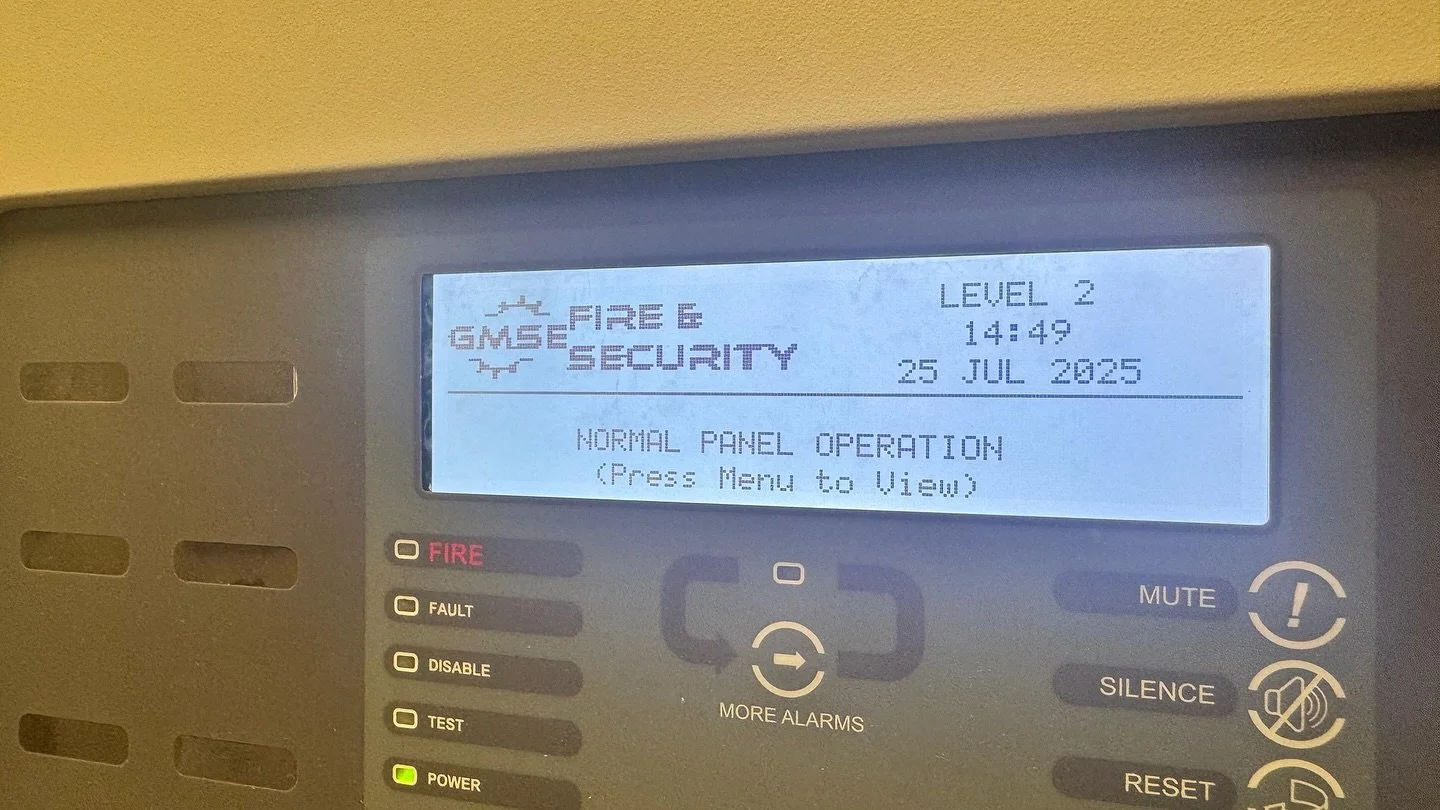 GMSE FIRE &
SECURITY
LEVEL 2
14:49
25 JUL 2025
NORMAL PANEL OPERATION
(Press Menu to View)
FIRE
FAULT
DISABLE
TEST
POWER
MORE ALARMS
MUTE
SILENCE
RESET